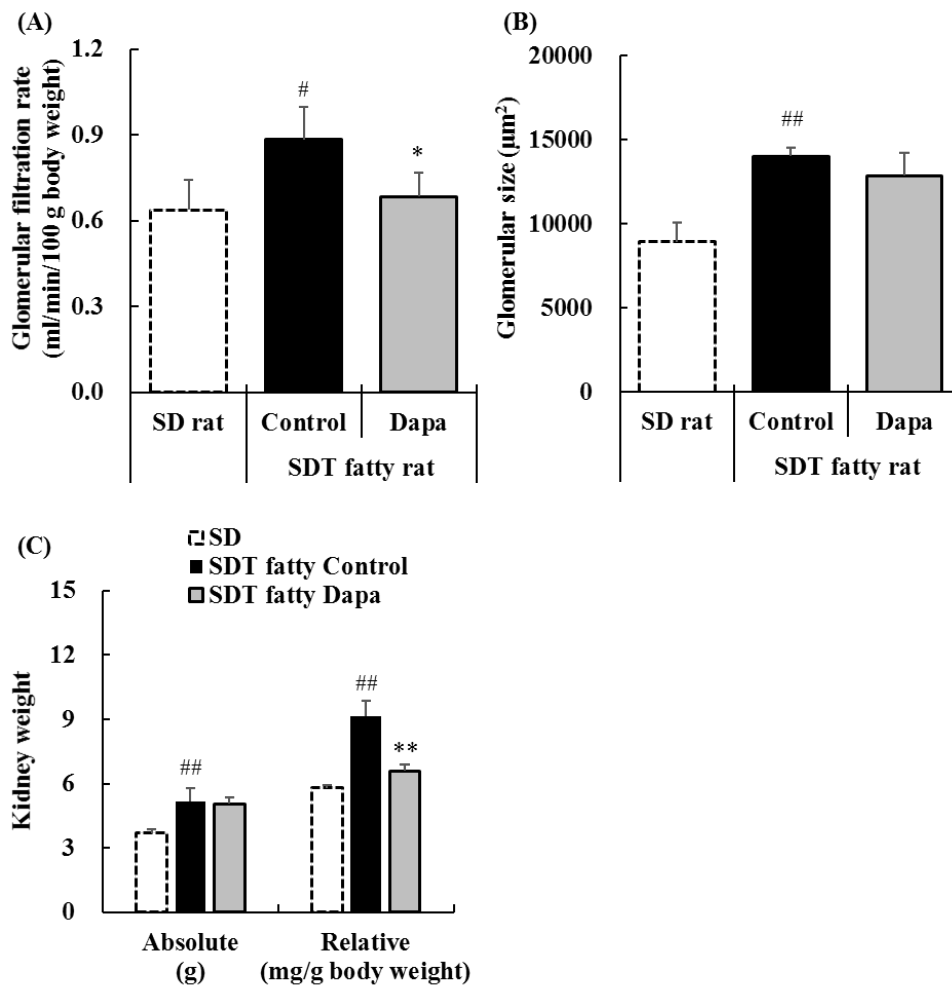 (A)
Glomerular filtration rate
(ml/min/100 g body weight)
1.2
0.9
0.6
0.3
0.0
#
*
SD rat
Control
Dapa
SDT fatty rat
(B)
Glomerular size (µm²)
20000
15000
10000
5000
0
##
SD rat
Control
Dapa
SDT fatty rat
(C)
SD
SDT fatty Control
SDT fatty Dapa
Kidney weight
15
12
9
6
3
0
##
##
**
Absolute
(g)
Relative
(mg/g body weight)